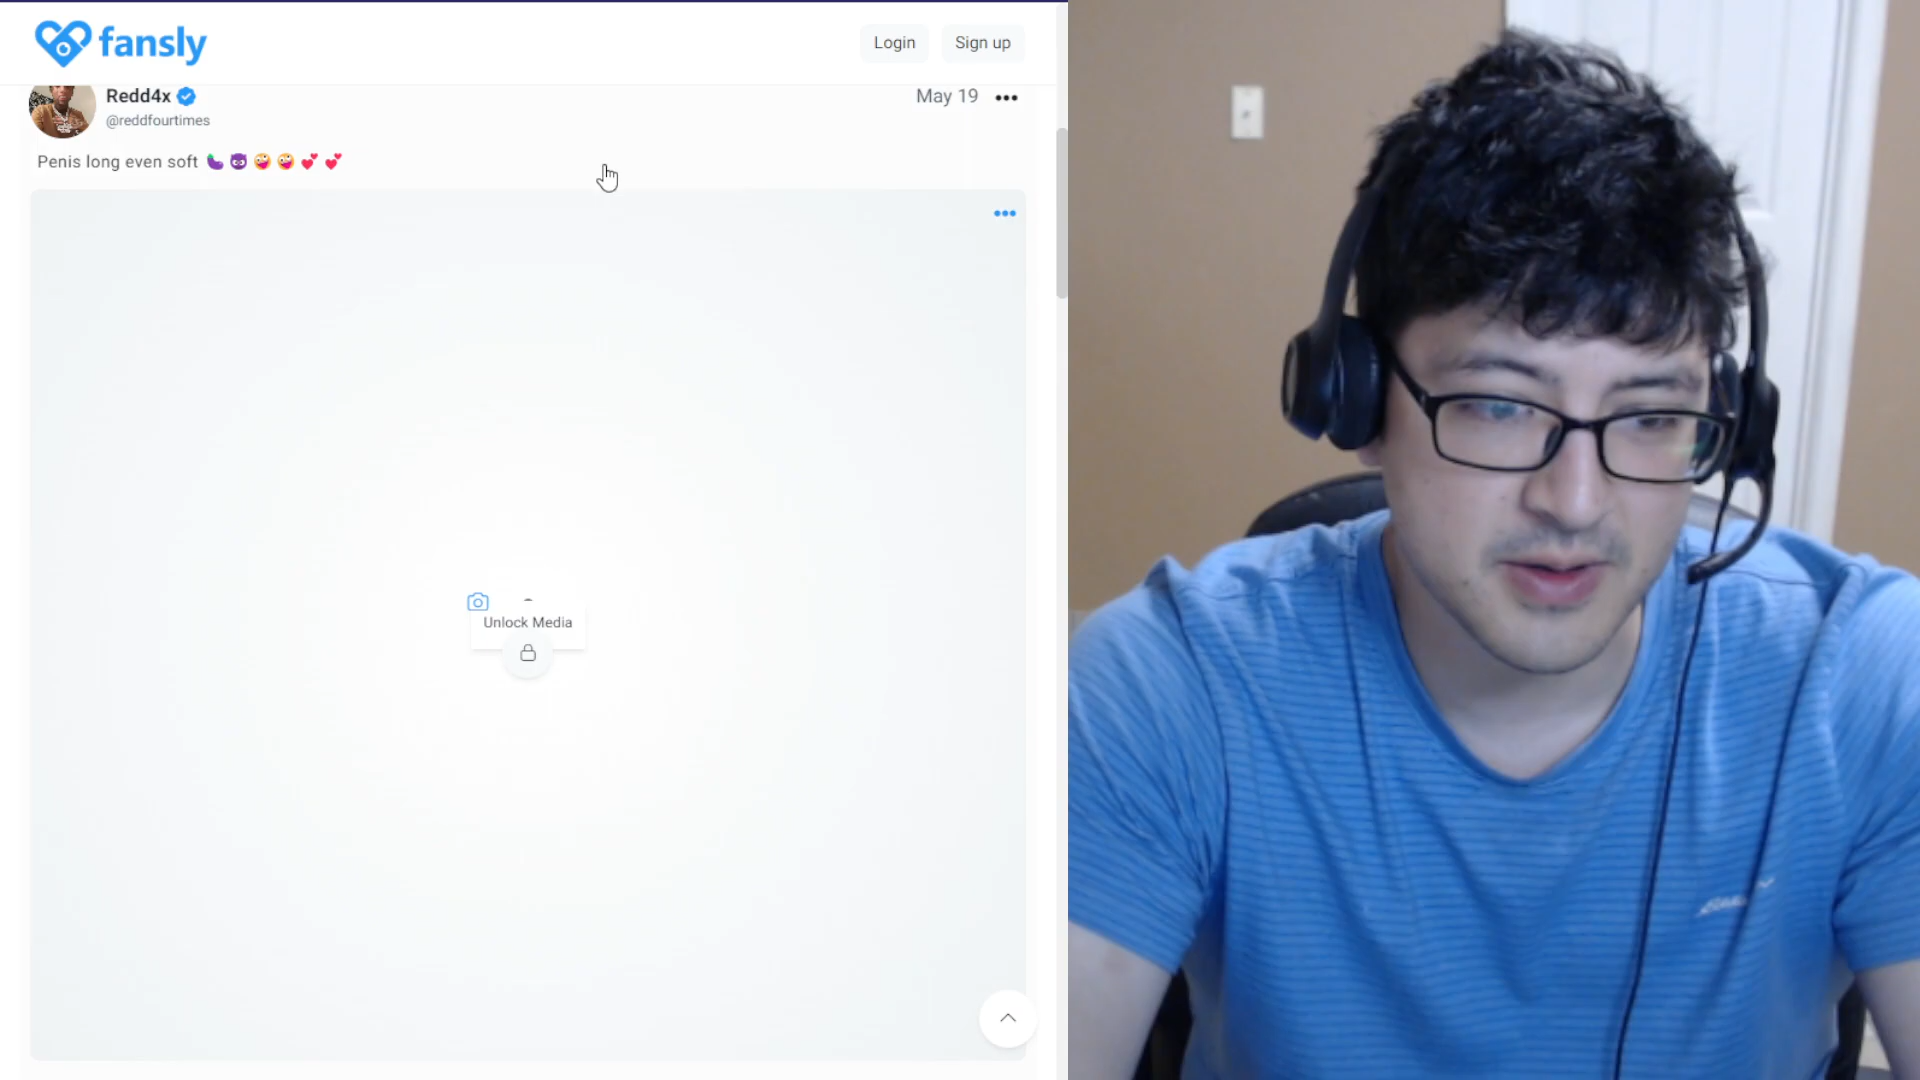 fansly
Login
Sign up
Redd4x
May 19
@reddfourtimes
Penis long even soft 🍆 😈 🤪 🤪 💕 💕
Unlock Media